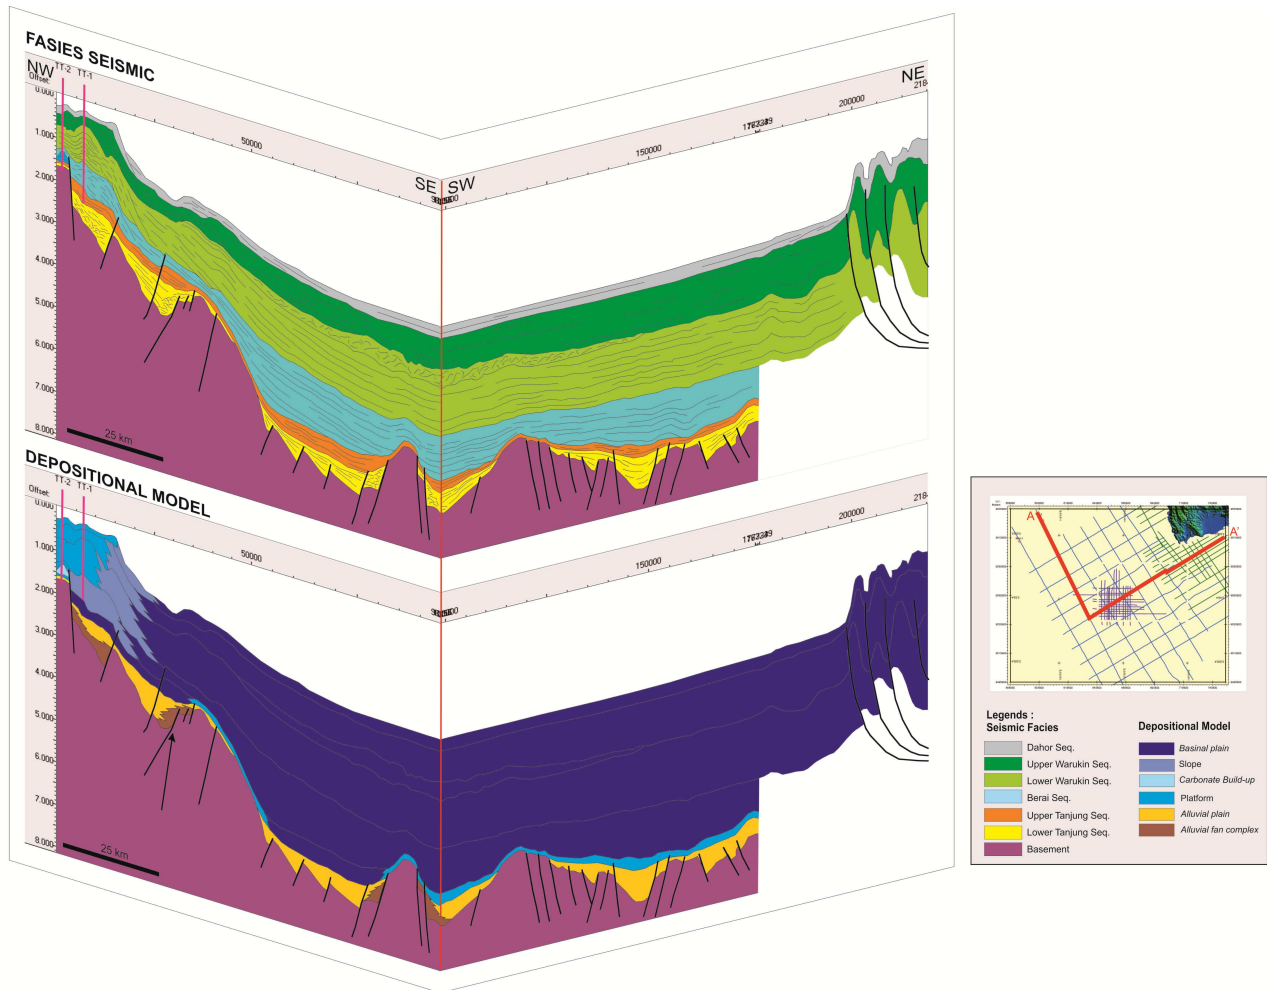 FASIES SEISMIC
NW
TT-2
TT-1
Offset:
0.000
1.000
2.000
3.000
4.000
5.000
6.000
7.000
8.000
50000
SE
SW
150000
200000
218
NE
25 km
DEPOSITIONAL MODEL
TT-2
TT-1
Offset:
0.000
1.000
2.000
3.000
4.000
5.000
6.000
7.000
8.000
50000
150000
200000
218
25 km
A
A'
Legends :
Seismic Facies
Dahor Seq.
Upper Warukin Seq.
Lower Warukin Seq.
Berai Seq.
Upper Tanjung Seq.
Lower Tanjung Seq.
Basement
Depositional Model
Basinal plain
Slope
Carbonate Build-up
Platform
Alluvial plain
Alluvial fan complex